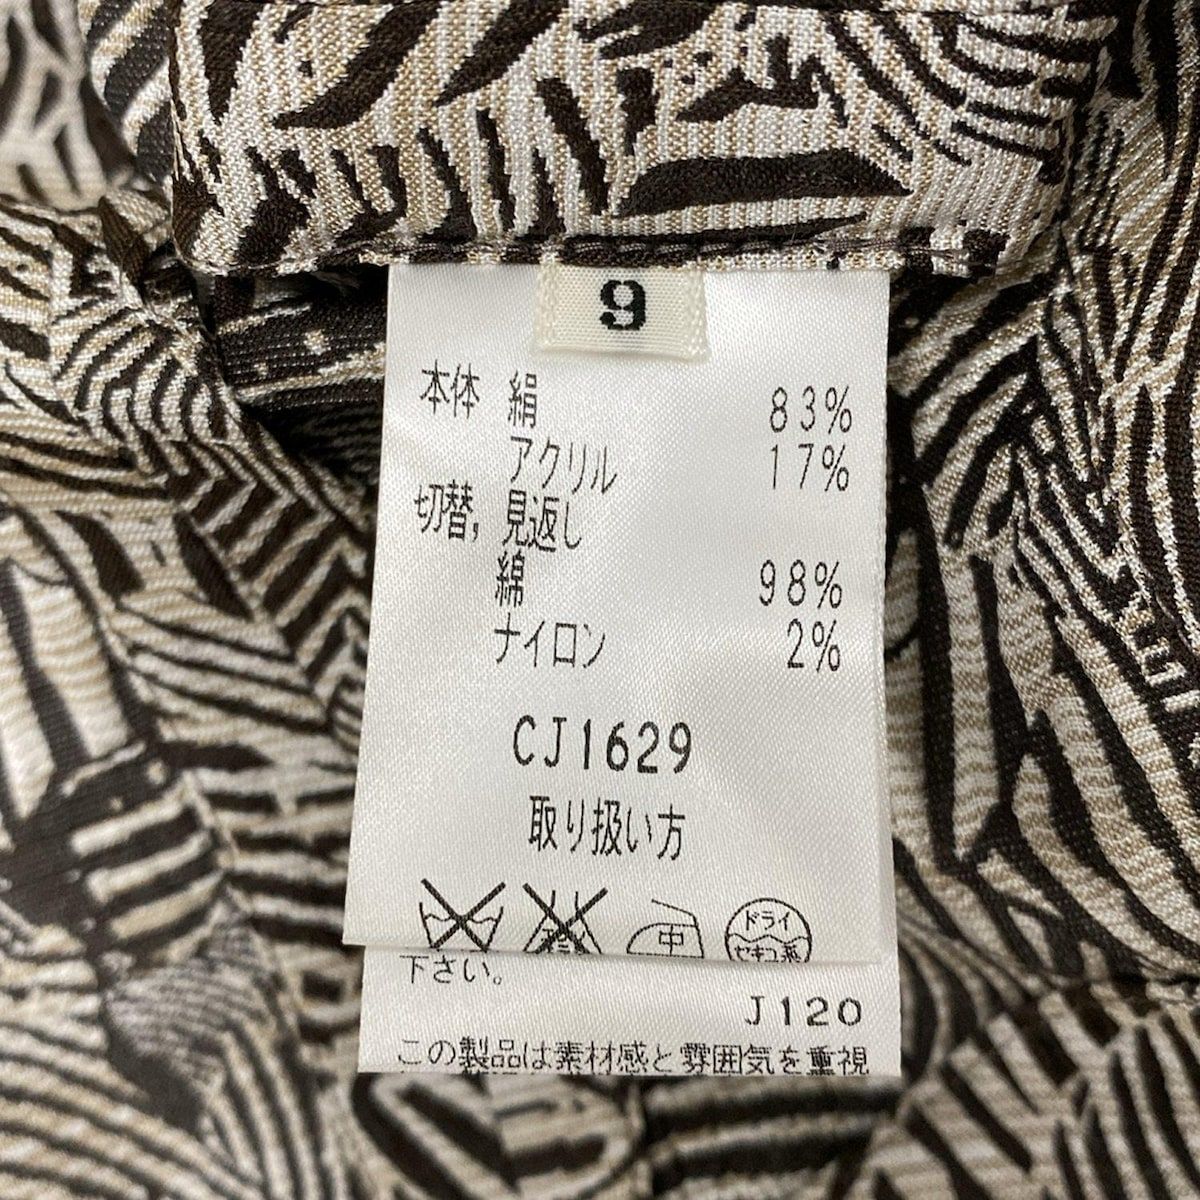 9
本体 絹 83%
アクリル 17%
切替,見返し
綿 98%
ナイロン 2%
CJ1629
取り扱い方
中 ドライ
セキユ系
下さい。
J120
この製品は素材感と雰囲気を重視